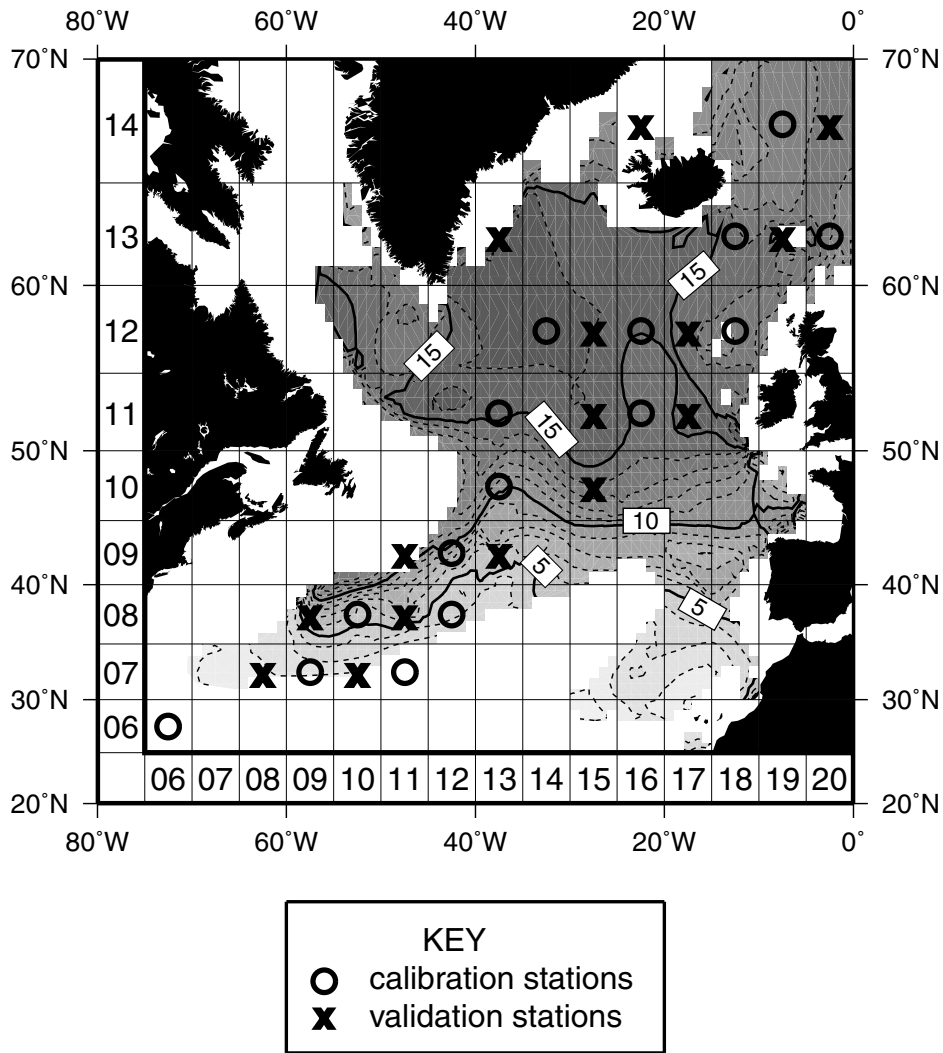 80˚W 60˚W 40˚W 20˚W 0˚
70˚N 70˚N
14
13
15
60˚N 60˚N
12
15
11
15
50˚N 50˚N
10
10
09
5
40˚N 40˚N
08
5
07
30˚N 30˚N
06
06 07 08 09 10 11 12 13 14 15 16 17 18 19 20
20˚N 20˚N
80˚W 60˚W 40˚W 20˚W 0˚
KEY
calibration stations
validation stations